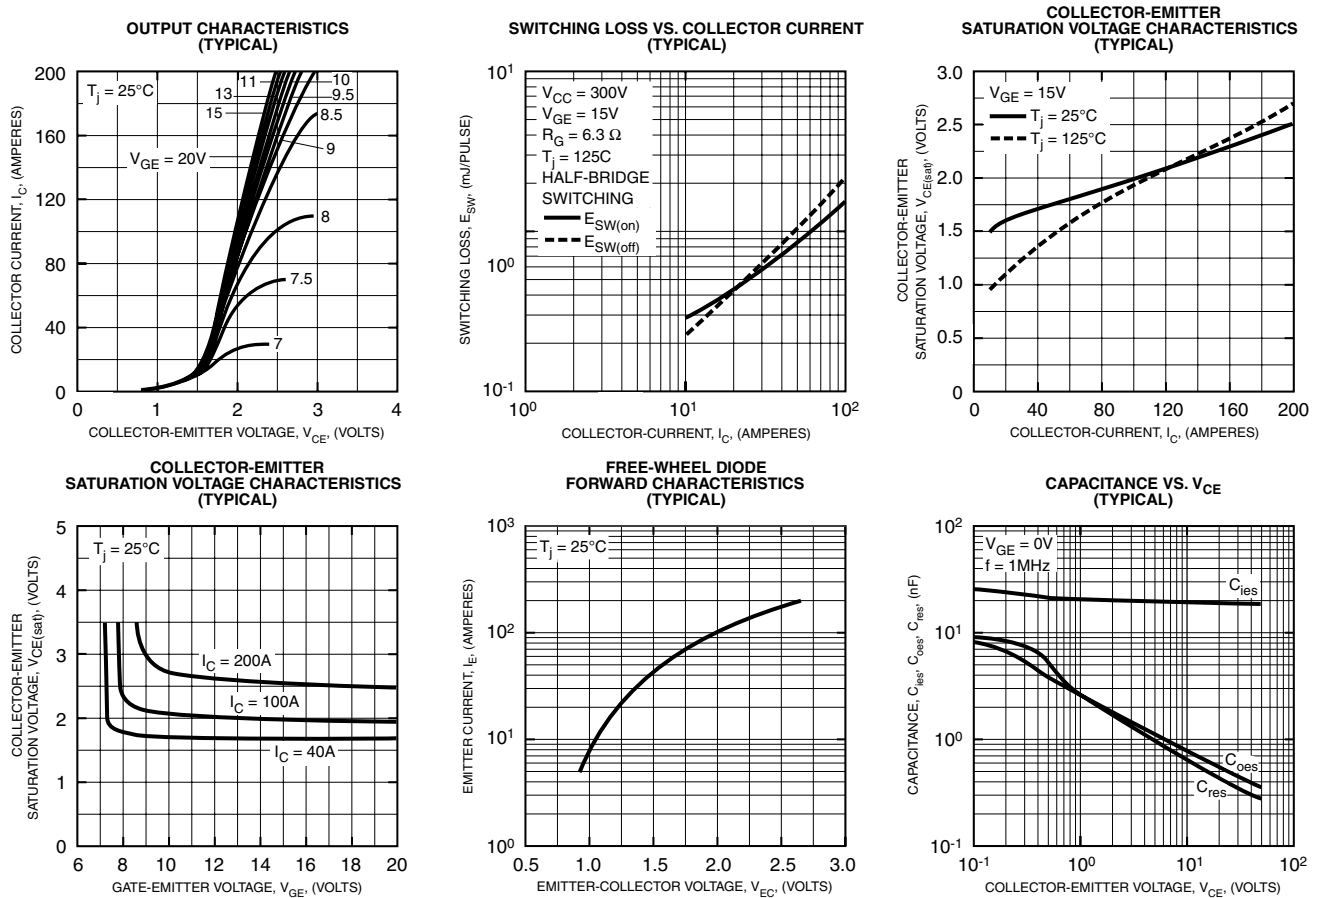 OUTPUT CHARACTERISTICS
(TYPICAL)
200
160
120
80
40
0
0
1
2
3
4
COLLECTOR CURRENT, IC, (AMPERES)
COLLECTOR-EMITTER VOLTAGE, VCE, (VOLTS)
Tj = 25°C
11
10
13
9.5
15
8.5
VGE = 20V
9
8
7.5
7
SWITCHING LOSS VS. COLLECTOR CURRENT
(TYPICAL)
10^1
10^0
10^-1
10^0
10^1
10^2
SWITCHING LOSS, ESW, (mJ/PULSE)
COLLECTOR-CURRENT, IC, (AMPERES)
VCC = 300V
VGE = 15V
RG = 6.3 Ω
Tj = 125C
HALF-BRIDGE
SWITCHING
ESW(on)
ESW(off)
COLLECTOR-EMITTER
SATURATION VOLTAGE CHARACTERISTICS
(TYPICAL)
3.0
2.5
2.0
1.5
1.0
0.5
0
0
40
80
120
160
200
COLLECTOR-EMITTER
SATURATION VOLTAGE, VCE(sat), (VOLTS)
COLLECTOR-CURRENT, IC, (AMPERES)
VGE = 15V
Tj = 25°C
Tj = 125°C
COLLECTOR-EMITTER
SATURATION VOLTAGE CHARACTERISTICS
(TYPICAL)
5
4
3
2
1
0
6
8
10
12
14
16
18
20
COLLECTOR-EMITTER
SATURATION VOLTAGE, VCE(sat), (VOLTS)
GATE-EMITTER VOLTAGE, VGE, (VOLTS)
Tj = 25°C
IC = 200A
IC = 100A
IC = 40A
FREE-WHEEL DIODE
FORWARD CHARACTERISTICS
(TYPICAL)
10^3
10^2
10^1
10^0
0.5
1.0
1.5
2.0
2.5
3.0
EMITTER CURRENT, IE, (AMPERES)
EMITTER-COLLECTOR VOLTAGE, VEC, (VOLTS)
Tj = 25°C
CAPACITANCE VS. VCE
(TYPICAL)
10^2
10^1
10^0
10^-1
10^-1
10^0
10^1
10^2
CAPACITANCE, Cies, Coes, Cres, (nF)
COLLECTOR-EMITTER VOLTAGE, VCE, (VOLTS)
VGE = 0V
f = 1MHz
Cies
Coes
Cres